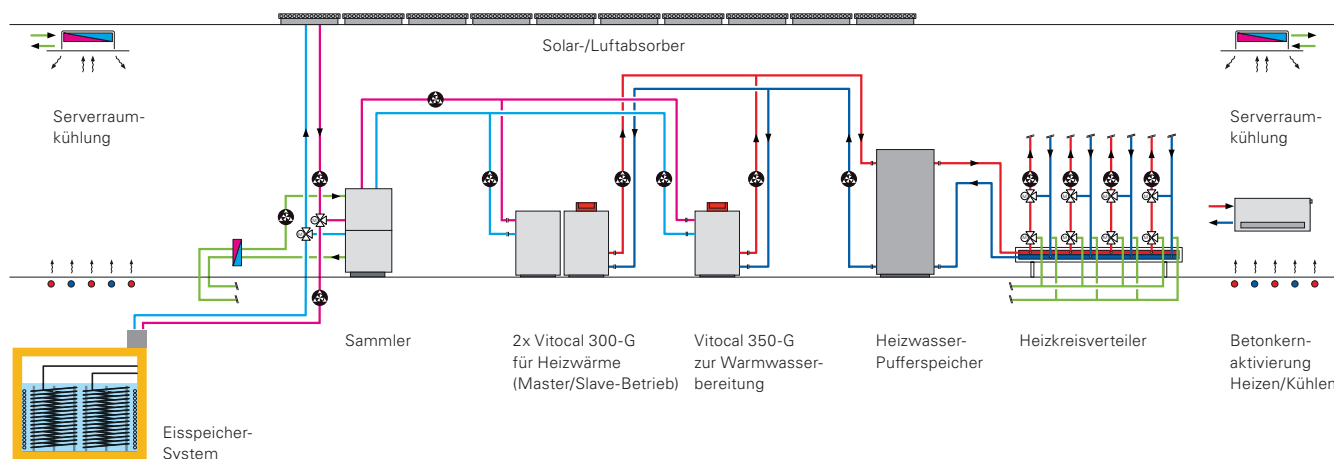 Solar-/Luftabsorber
Serverraum-
kühlung
Serverraum-
kühlung
Sammler
2x Vitocal 300-G
für Heizwärme
(Master/Slave-Betrieb)
Vitocal 350-G
zur Warmwasser-
bereitung
Heizwasser-
Pufferspeicher
Heizkreisverteiler
Betonkern-
aktivierung
Heizen/Kühlen
Eisspeicher-
System